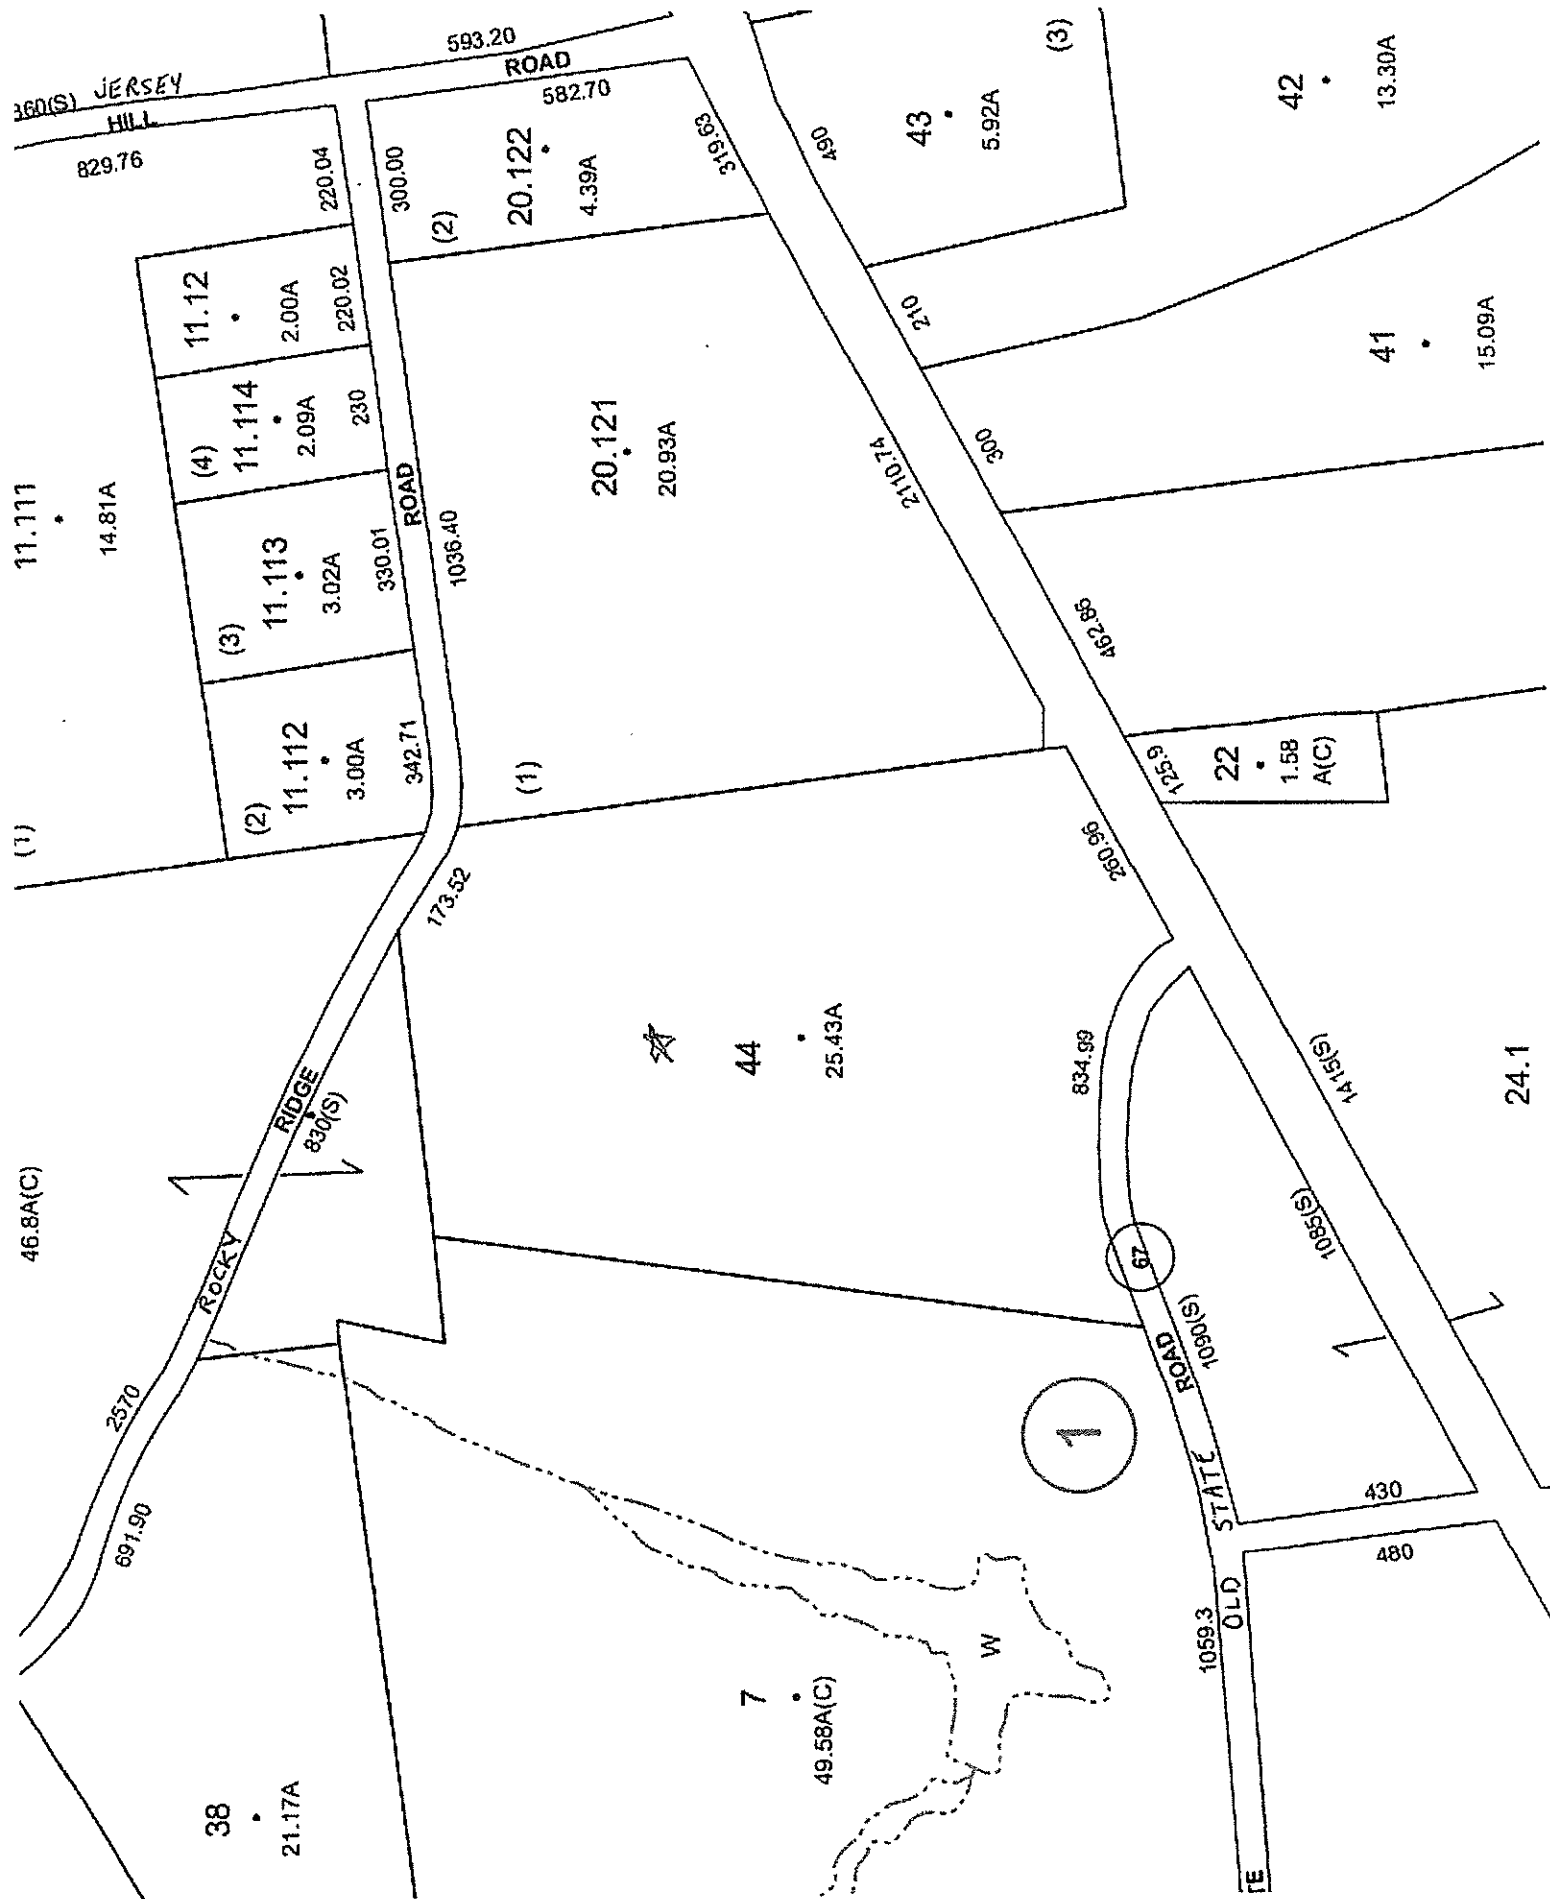 360(S)
JERSEY
HILL
829.76
593.20
ROAD
582.70
(3)
42
13.30A
43
5.92A
490
319.63
20.122
4.39A
(2)
300.00
220.04
11.12
2.00A
220.02
(4)
11.114
2.09A
230
11.111
14.81A
(3)
11.113
3.02A
330.01
ROAD
1036.40
20.121
20.93A
2110.74
210
300
41
15.09A
462.86
(1)
(2)
11.112
3.00A
342.71
(1)
173.52
125.9
22
1.58
A(C)
260.96
46.8A(C)
ROCKY
RIDGE
830(S)
44
25.43A
834.99
1415(S)
24.1
1085(S)
67
1090(S)
ROAD
STATE
OLD
1
2570
691.90
430
480
1059.3
W
7
49.58A(C)
38
21.17A
TE